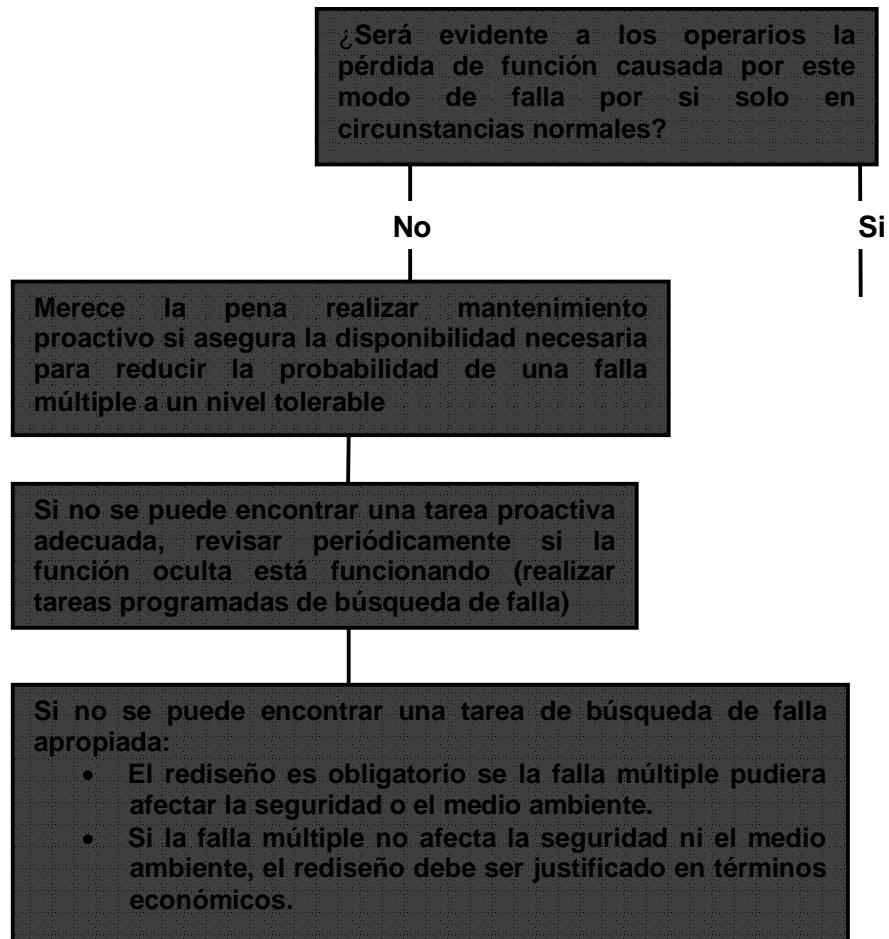 ¿Será evidente a los operarios la
pérdida de función causada por este
modo de falla por si solo en
circunstancias normales?
No
Si
Merece la pena realizar mantenimiento
proactivo si asegura la disponibilidad necesaria
para reducir la probabilidad de una falla
múltiple a un nivel tolerable
Si no se puede encontrar una tarea proactiva
adecuada, revisar periódicamente si la
función oculta está funcionando (realizar
tareas programadas de búsqueda de falla)
Si no se puede encontrar una tarea de búsqueda de falla
apropiada:
• El rediseño es obligatorio se la falla múltiple pudiera
afectar la seguridad o el medio ambiente.
• Si la falla múltiple no afecta la seguridad ni el medio
ambiente, el rediseño debe ser justificado en términos
económicos.